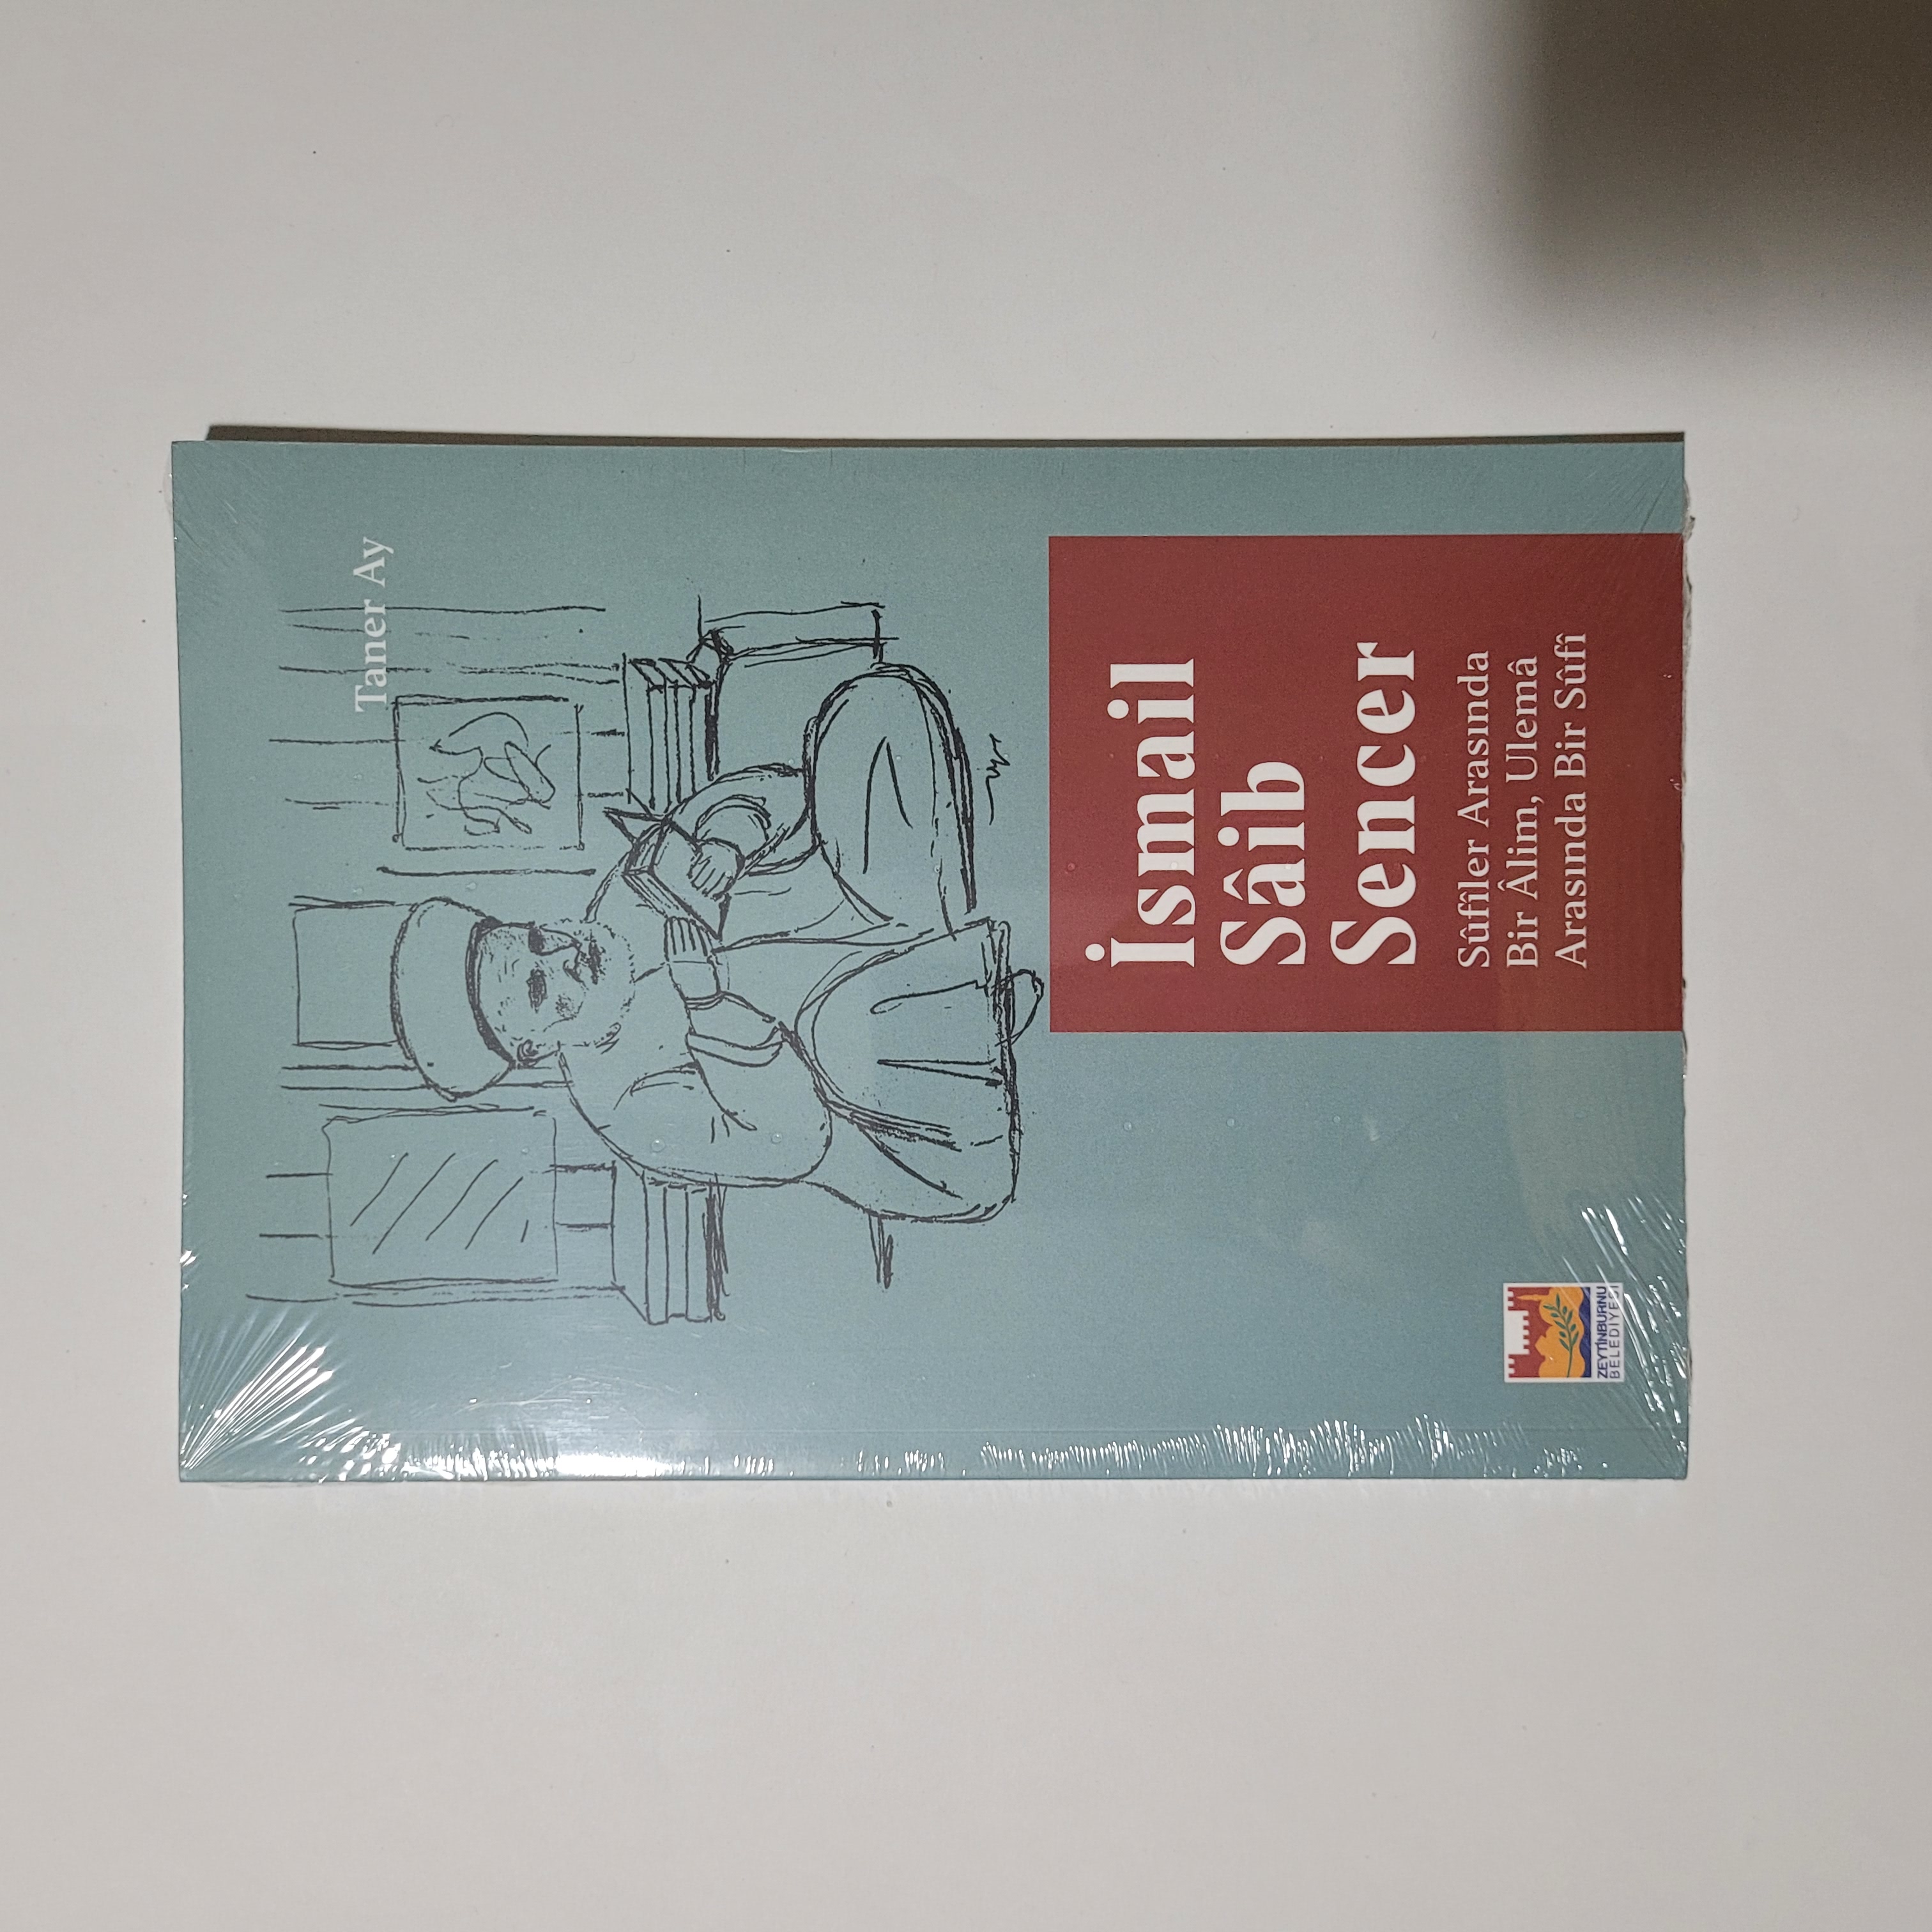 Taner Ay
İsmail
Sâib
Sencer
Sûfîler Arasında
Bir Âlim, Ulemâ
Arasında Bir Sûfî
ZEYTİNBURNU
BELEDİYESİ